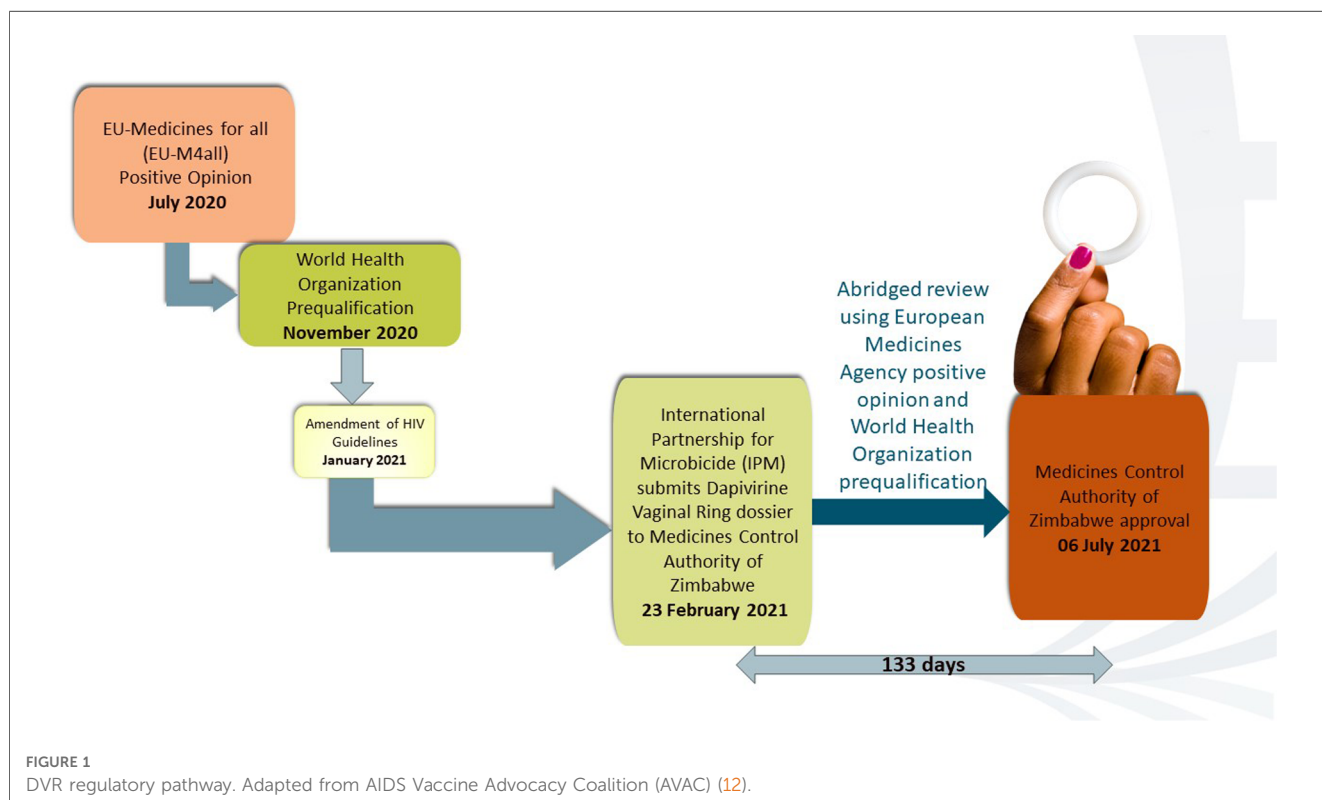 EU-Medicines for all
(EU-M4all)
Positive Opinion
July 2020
World Health
Organization
Prequalification
November 2020
Amendment of HIV
Guidelines
January 2021
International
Partnership for
Microbicide (IPM)
submits Dapivirine
Vaginal Ring dossier
to Medicines Control
Authority of
Zimbabwe
23 February 2021
Abridged review
using European
Medicines
Agency positive
opinion and
World Health
Organization
prequalification
Medicines Control
Authority of
Zimbabwe approval
06 July 2021
133 days
FIGURE 1
DVR regulatory pathway. Adapted from AIDS Vaccine Advocacy Coalition (AVAC) (12).